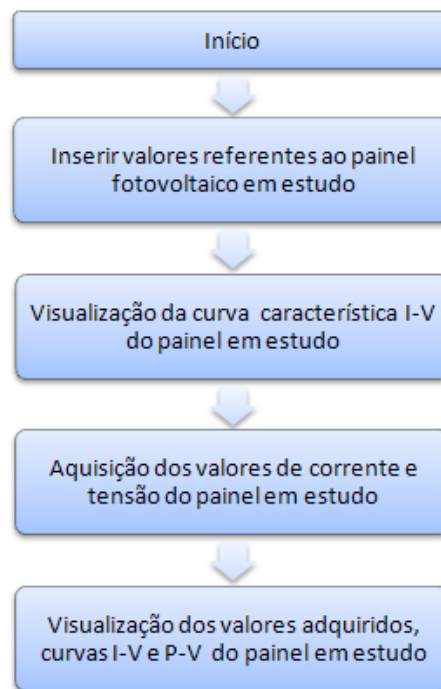 Início
Inserir valores referentes ao painel
fotovoltaico em estudo
Visualização da curva característica I-V
do painel em estudo
Aquisição dos valores de corrente e
tensão do painel em estudo
Visualização dos valores adquiridos,
curvas I-V e P-V do painel em estudo